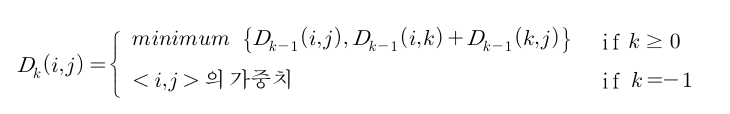 D_k(i,j) = { minimum {D_{k-1}(i,j), D_{k-1}(i,k) + D_{k-1}(k,j)} if k ≥ 0
< i,j > 의 가중치 if k = -1